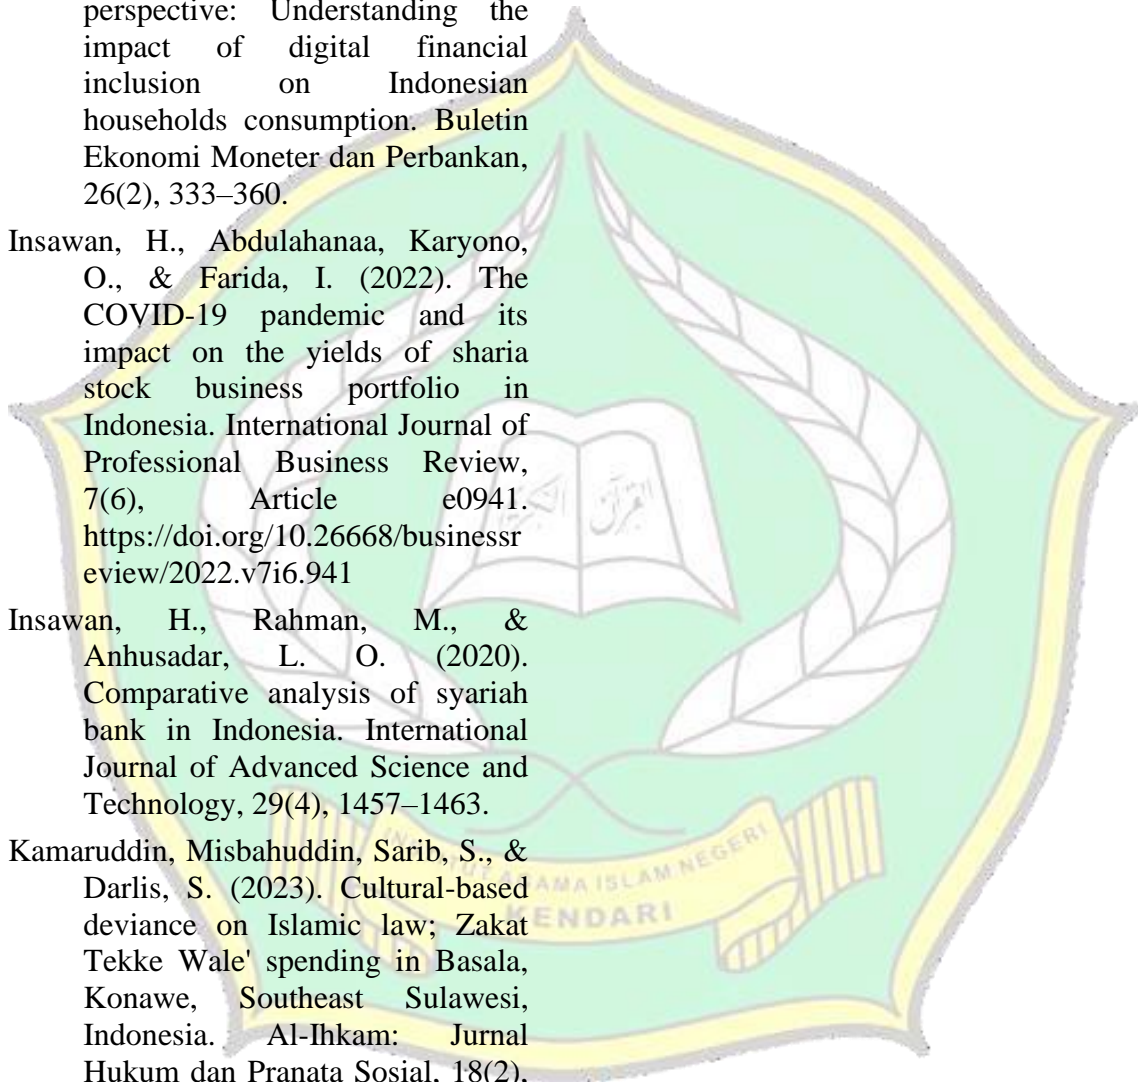 perspective: Understanding the
impact of digital financial
inclusion on Indonesian
households consumption. Buletin
Ekonomi Moneter dan Perbankan,
26(2), 333–360.
Insawan, H., Abdulahanaa, Karyono,
O., & Farida, I. (2022). The
COVID-19 pandemic and its
impact on the yields of sharia
stock business portfolio in
Indonesia. International Journal of
Professional Business Review,
7(6), Article e0941.
https://doi.org/10.26668/businessr
eview/2022.v7i6.941
Insawan, H., Rahman, M., &
Anhusadar, L. O. (2020).
Comparative analysis of syariah
bank in Indonesia. International
Journal of Advanced Science and
Technology, 29(4), 1457–1463.
Kamaruddin, Misbahuddin, Sarib, S., &
Darlis, S. (2023). Cultural-based
deviance on Islamic law; Zakat
Tekke Wale' spending in Basala,
Konawe, Southeast Sulawesi,
Indonesia. Al-Ihkam: Jurnal
Hukum dan Pranata Sosial, 18(2),
AGAMA ISLAM NEGERI
KENDARI